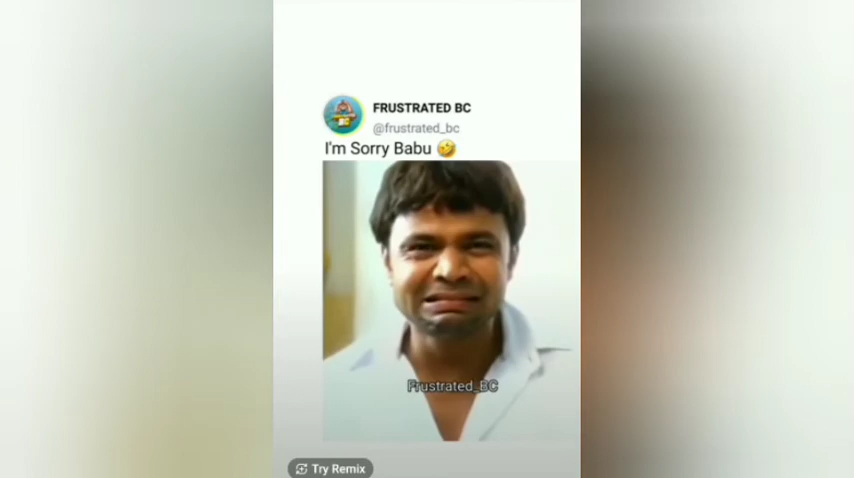 FRUSTRATED BC
@frustrated_bc
I'm Sorry Babu 🤣
Frustrated_BC
Try Remix